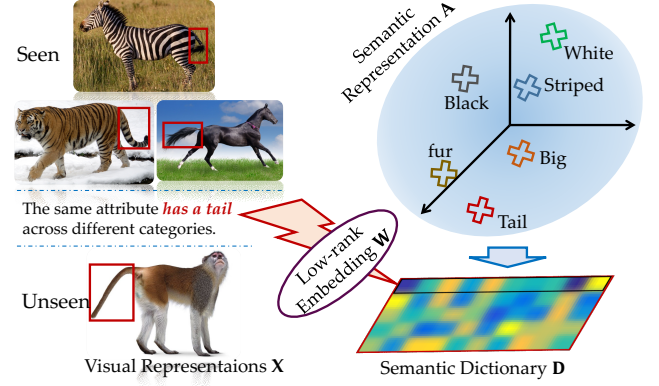 Seen
The same attribute has a tail
across different categories.
Unseen
Visual Representaions X
Semantic
Representation A
White
Striped
Black
Big
fur
Tail
Low-rank
Embedding W
Semantic Dictionary D